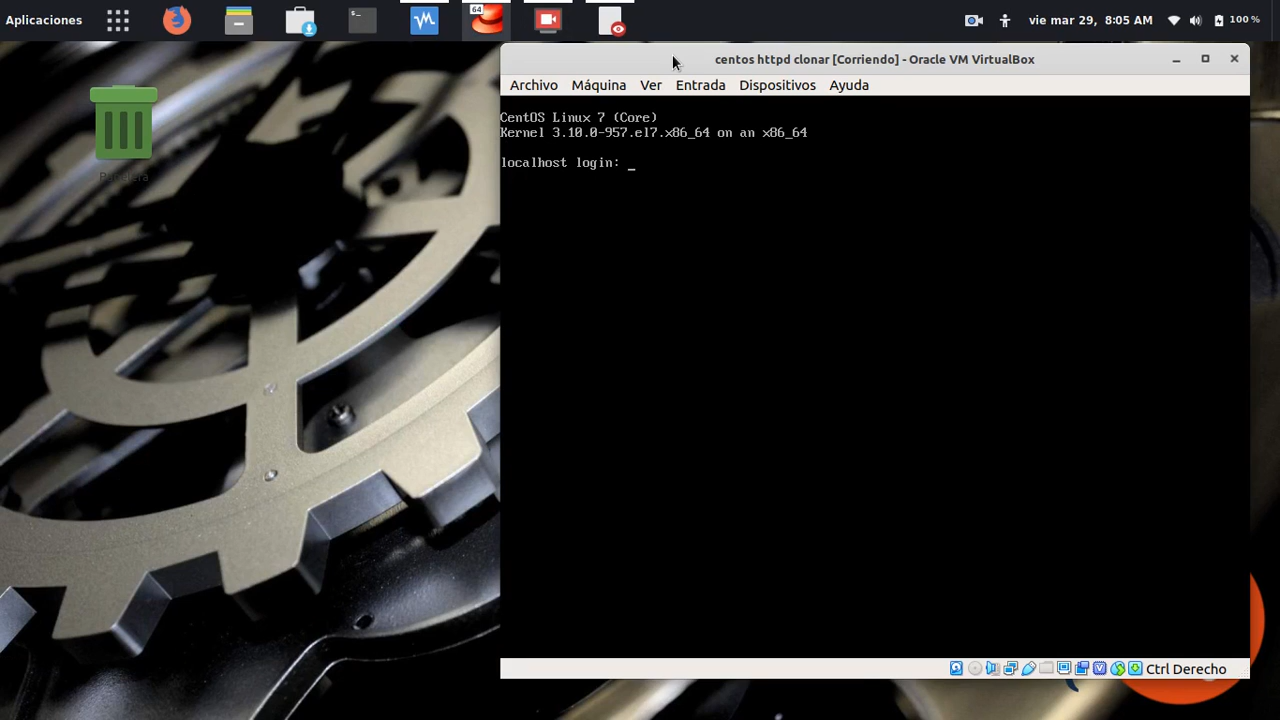 Aplicaciones
$_
64
vie mar 29, 8:05 AM
100 %
centos httpd clonar [Corriendo] - Oracle VM VirtualBox
Archivo Máquina Ver Entrada Dispositivos Ayuda
CentOS Linux 7 (Core)
Kernel 3.10.0-957.el7.x86_64 on an x86_64
localhost login: _
Papelera
Ctrl Derecho